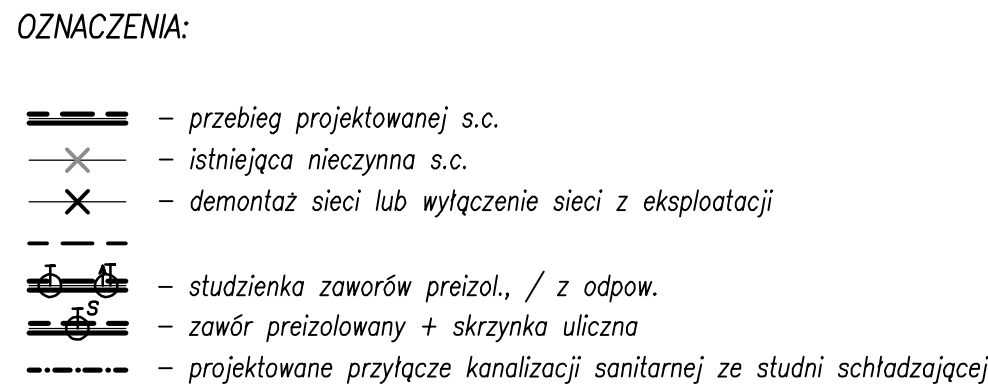 OZNACZENIA:
– przebieg projektowanej s.c.
– istniejąca nieczynna s.c.
– demontaż sieci lub wyłączenie sieci z eksploatacji
– studzienka zaworów preizol., / z odpow.
S – zawór preizolowany + skrzynka uliczna
– projektowane przyłącze kanalizacji sanitarnej ze studni schładzającej